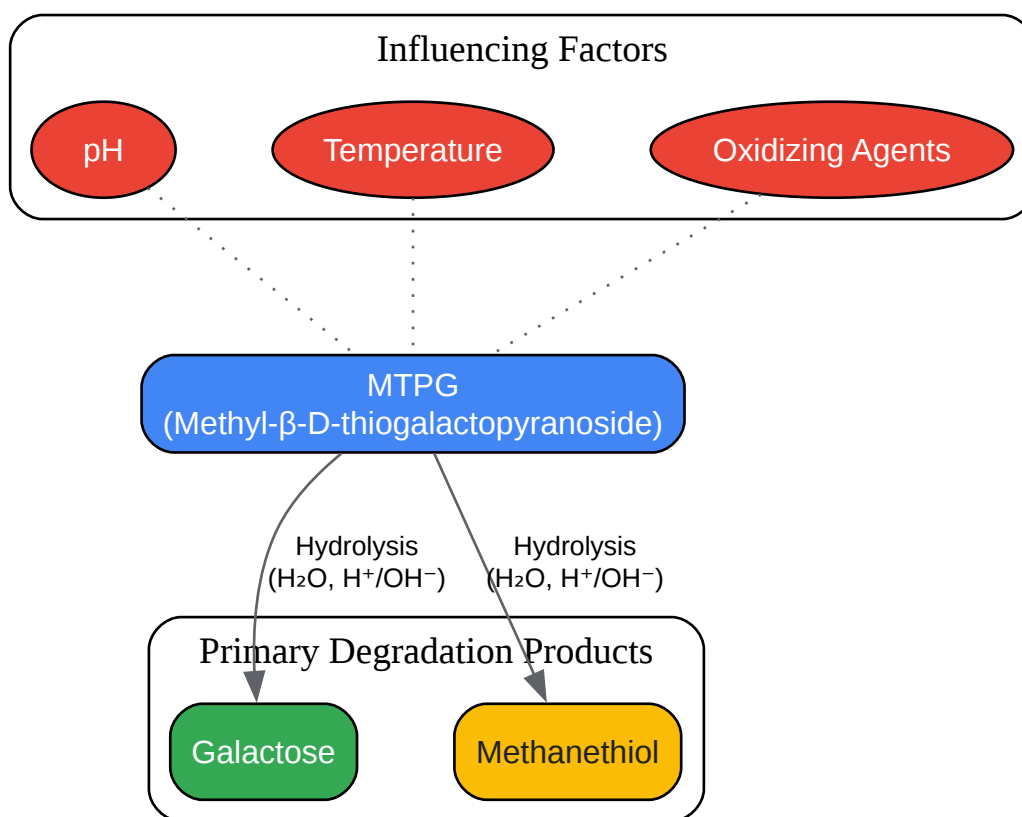 Influencing Factors
pH
Temperature
Oxidizing Agents
MTPG
(Methyl-β-D-thiogalactopyranoside)
Hydrolysis
(H₂O, H⁺/OH⁻)
Hydrolysis
(H₂O, H⁺/OH⁻)
Primary Degradation Products
Galactose
Methanethiol